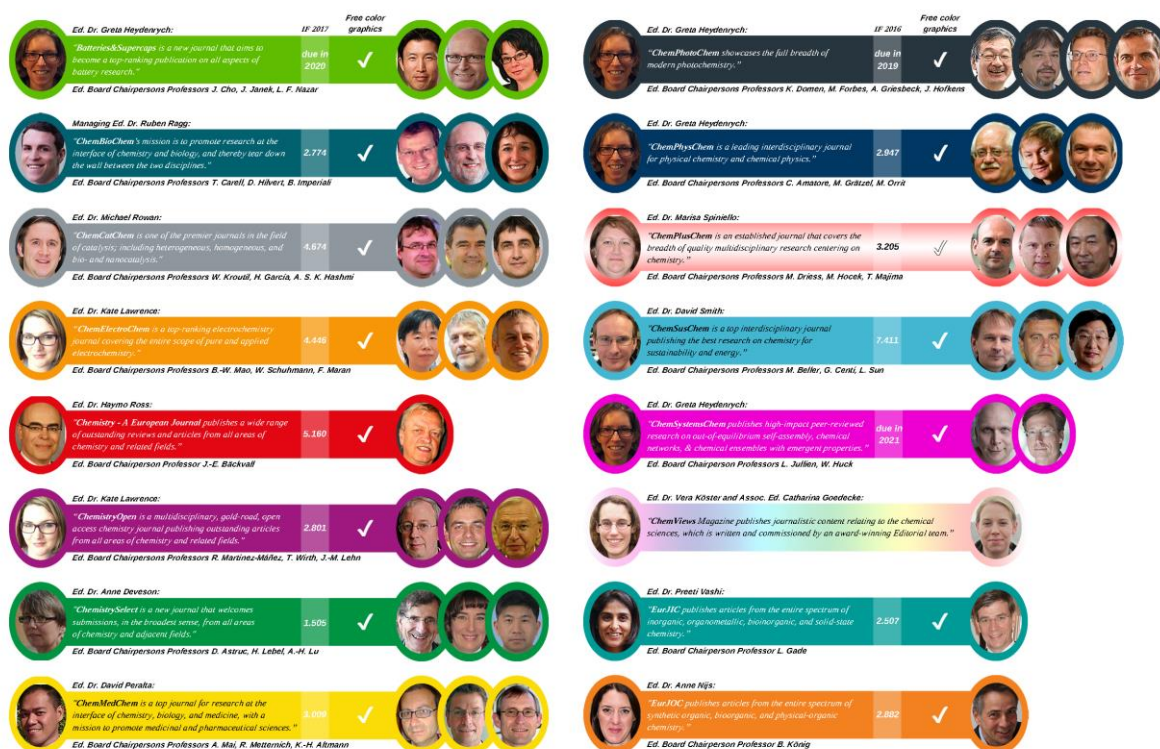 Ed. Dr. Greta Heydenrych:
IF 2017
Free color
graphics
"Batteries&Supercaps is a new journal that aims to
become a top-ranking publication on all aspects of
battery research."
due in
2020
Ed. Board Chairpersons Professors J. Cho, J. Janek, L. F. Nazar
Managing Ed. Dr. Ruben Ragg:
"ChemBioChem's mission is to promote research at the
interface of chemistry and biology, and thereby tear down
the wall between the two disciplines."
2.774
Ed. Board Chairpersons Professors T. Carell, D. Hilvert, B. Imperiali
Ed. Dr. Michael Rowan:
"ChemCatChem is one of the premier journals in the field
of catalysis; including heterogeneous, homogeneous, and
bio- and nanocatalysis."
4.674
Ed. Board Chairpersons Professors W. Kroutil, H. García, A. S. K. Hashmi
Ed. Dr. Kate Lawrence:
"ChemElectroChem is a top-ranking electrochemistry
journal covering the entire scope of pure and applied
electrochemistry."
4.446
Ed. Board Chairpersons Professors B.-W. Mao, W. Schuhmann, F. Maran
Ed. Dr. Haymo Ross:
"Chemistry - A European Journal publishes a wide range
of outstanding reviews and articles from all areas of
chemistry and related fields."
5.160
Ed. Board Chairperson Professor J.-E. Bäckvall
Ed. Dr. Kate Lawrence:
"ChemistryOpen is a multidisciplinary, gold-road, open
access chemistry journal publishing outstanding articles
from all areas of chemistry and related fields."
2.801
Ed. Board Chairpersons Professors R. Martínez-Máñez, T. Wirth, J.-M. Lehn
Ed. Dr. Anne Deveson:
"ChemistrySelect is a new journal that welcomes
submissions, in the broadest sense, from all areas
of chemistry and adjacent fields."
1.505
Ed. Board Chairpersons Professors D. Astruc, H. Lebel, A.-H. Lu
Ed. Dr. David Peralta:
"ChemMedChem is a top journal for research at the
interface of chemistry, biology, and medicine, with a
mission to promote medicinal and pharmaceutical sciences."
Ed. Board Chairpersons Professors A. Mai, R. Metternich, K.-H. Altmann
Ed. Dr. Greta Heydenrych:
IF 2016
Free color
graphics
"ChemPhotoChem showcases the full breadth of
modern photochemistry."
due in
2019
Ed. Board Chairpersons Professors K. Domen, M. Forbes, A. Griesbeck, J. Hofkens
Ed. Dr. Greta Heydenrych:
"ChemPhysChem is a leading interdisciplinary journal
for physical chemistry and chemical physics."
2.947
Ed. Board Chairpersons Professors C. Amatore, M. Grätzel, M. Orrit
Ed. Dr. Marisa Spiniello:
"ChemPlusChem is an established journal that covers the
breadth of quality multidisciplinary research centering on
chemistry."
3.205
Ed. Board Chairpersons Professors M. Driess, M. Hocek, T. Majima
Ed. Dr. David Smith:
"ChemSusChem is a top interdisciplinary journal
publishing the best research on chemistry for
sustainability and energy."
7.411
Ed. Board Chairpersons Professors M. Beller, G. Centi, L. Sun
Ed. Dr. Greta Heydenrych:
"ChemSystemsChem publishes high-impact peer-reviewed
research on out-of-equilibrium self-assembly, chemical
networks, & chemical ensembles with emergent properties."
due in
2021
Ed. Board Chairperson Professors L. Jullien, W. Huck
Ed. Dr. Vera Köster and Assoc. Ed. Catharina Goedecke:
"ChemViews Magazine publishes journalistic content relating to the chemical
sciences, which is written and commissioned by an award-winning Editorial team."
Ed. Dr. Preeti Vashi:
"EurJIC publishes articles from the entire spectrum of
inorganic, organometallic, bioinorganic, and solid-state
chemistry."
2.507
Ed. Board Chairperson Professor L. Gade
Ed. Dr. Anne Nijs:
"EurJOC publishes articles from the entire spectrum of
synthetic organic, bioorganic, and physical-organic
chemistry."
2.882
Ed. Board Chairperson Professor B. König